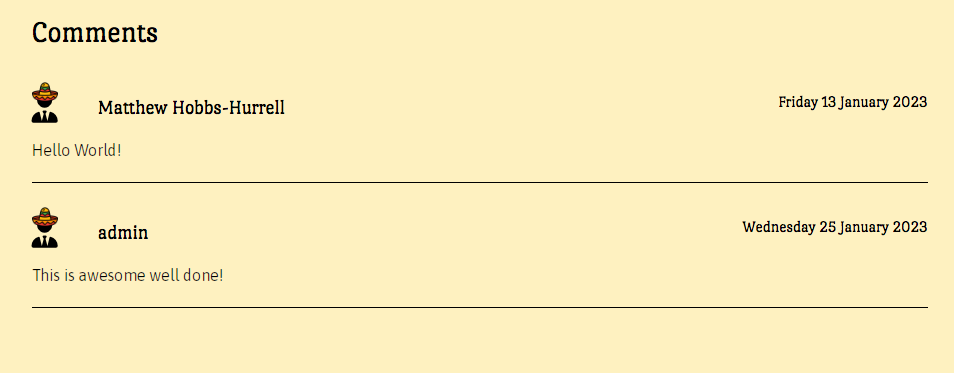 Comments
Matthew Hobbs-Hurrell
Friday 13 January 2023
Hello World!
admin
Wednesday 25 January 2023
This is awesome well done!